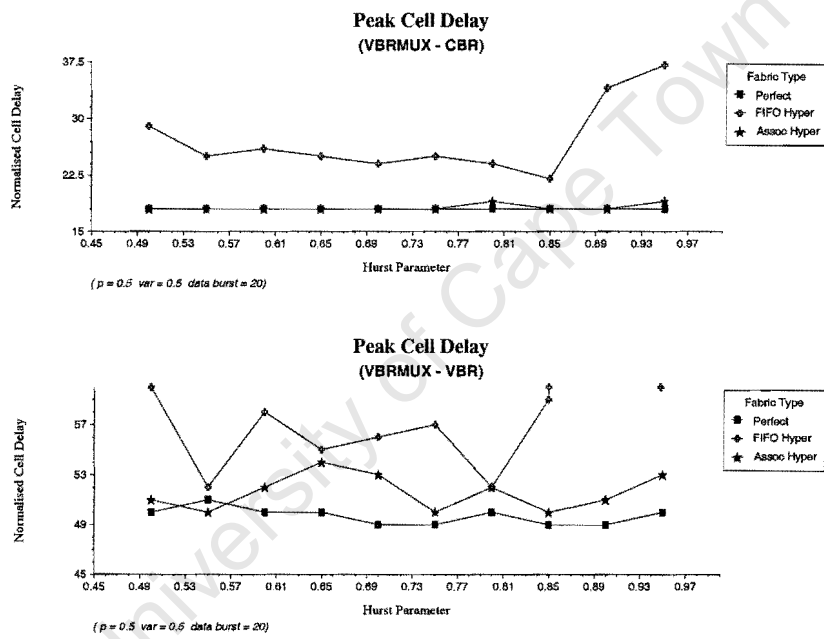 Peak Cell Delay
(VBRMUX - CBR)
Normalised Cell Delay
37.5
30
22.5
15
0.45 0.49 0.53 0.57 0.61 0.65 0.69 0.73 0.77 0.81 0.85 0.89 0.93 0.97
Hurst Parameter
( p = 0.5 var = 0.5 data burst = 20)
Fabric Type
Perfect
FIFO Hyper
Assoc Hyper
Peak Cell Delay
(VBRMUX - VBR)
Normalised Cell Delay
57
53
49
45
0.45 0.49 0.53 0.57 0.61 0.65 0.69 0.73 0.77 0.81 0.85 0.89 0.93 0.97
Hurst Parameter
( p = 0.5 var = 0.5 data burst = 20)
Fabric Type
Perfect
FIFO Hyper
Assoc Hyper
University of Cape Town